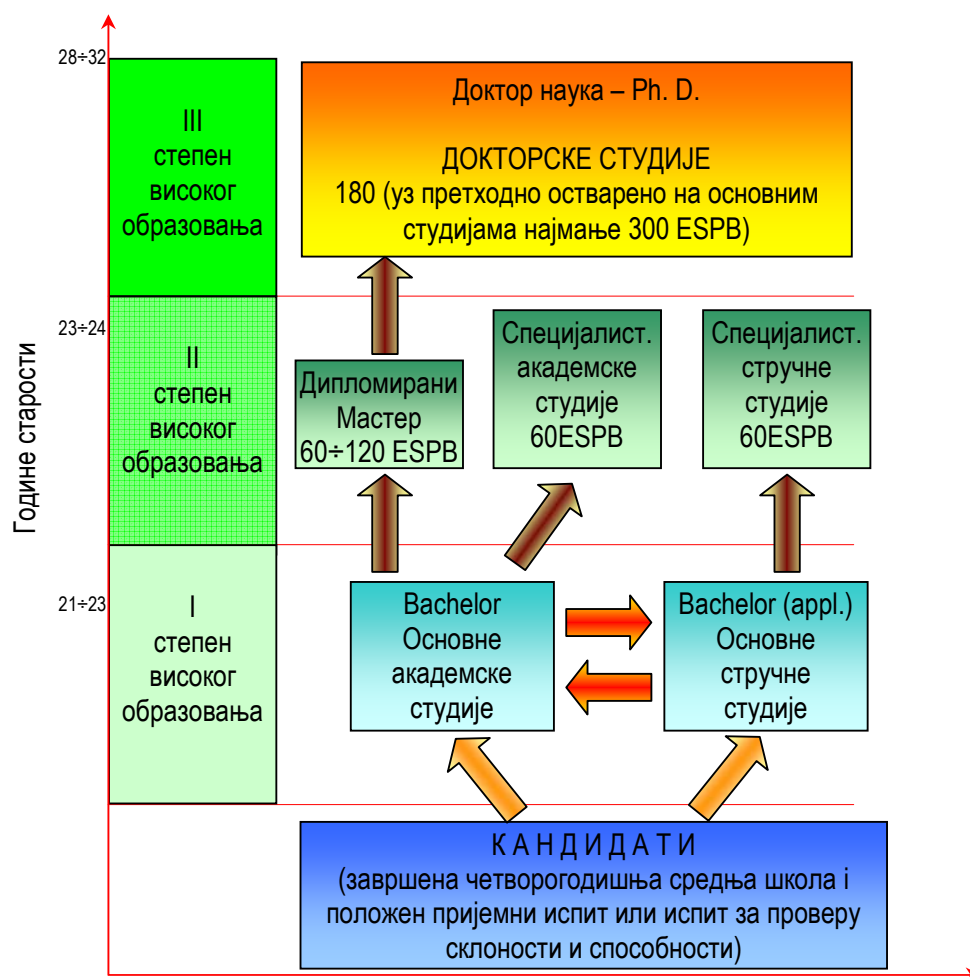 Године старости
28÷32
III
степен
високог
образовања
Доктор наука – Ph. D.
ДОКТОРСКЕ СТУДИЈЕ
180 (уз претходно остварено на основним
студијама најмање 300 ESPB)
23÷24
II
степен
високог
образовања
Дипломирани
Мастер
60÷120 ESPB
Специјалист.
академске
студије
60ESPB
Специјалист.
стручне
студије
60ESPB
21÷23
I
степен
високог
образовања
Bachelor
Основне
академске
студије
Bachelor (appl.)
Основне
стручне
студије
К А Н Д И Д А Т И
(завршена четворогодишња средња школа i
положен пријемни испит или испит за проверу
склоности и способности)